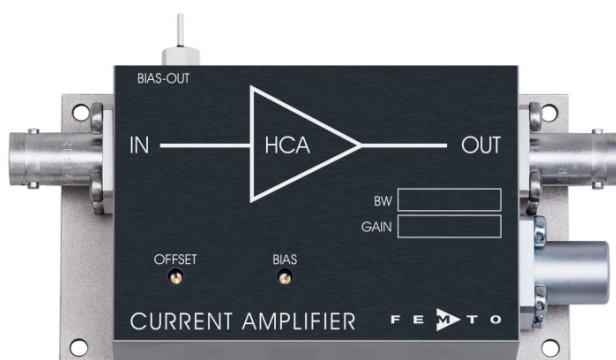 BIAS-OUT
IN HCA OUT
BW
GAIN
OFFSET BIAS
CURRENT AMPLIFIER FEMTO